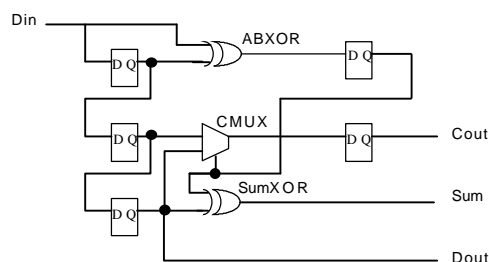 Din
ABXOR
D Q
D Q
CMUX
D Q
D Q
Cout
SumXOR
Sum
D Q
Dout